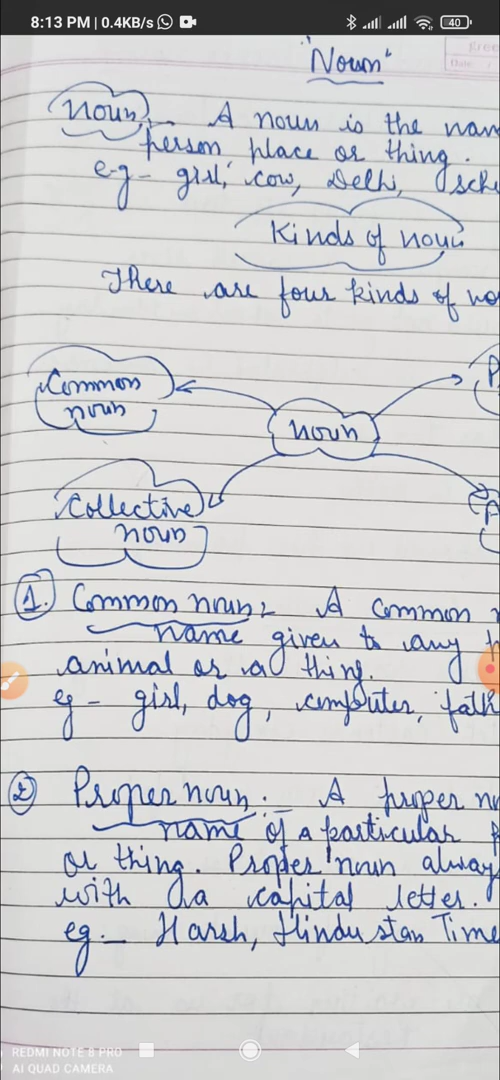 8:13 PM | 0.4KB/s
40
"Noun"
Date
Noun :- A noun is the nam
person place or thing.
e.g - girl, cow, Delhi, sch
Kinds of noun
There are four kinds of no
Common
noun
P
noun
Collective
noun
A
1. Common noun :- A common n
name given to any
animal or a thing.
eg - girl, dog, computer, fath
2 Proper noun :- A proper no
name of a particular p
or thing. Proper noun alway
with a capital letter.
eg :- Harsh, Hindustan Time
REDMI NOTE 8 PRO
AI QUAD CAMERA